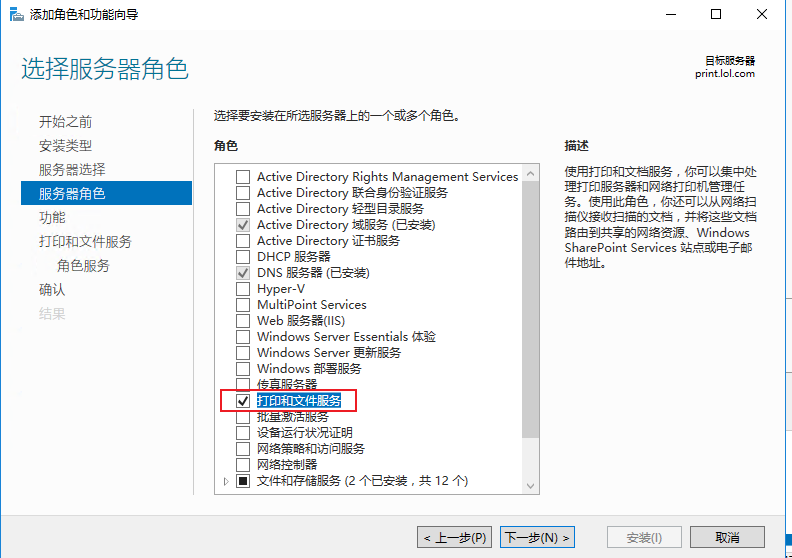 添加角色和功能向导
选择服务器角色
目标服务器
print.lol.com
开始之前
安装类型
服务器选择
服务器角色
功能
打印和文件服务
角色服务
确认
结果
选择要安装在所选服务器上的一个或多个角色。
角色
Active Directory Rights Management Services
Active Directory 联合身份验证服务
Active Directory 轻型目录服务
Active Directory 域服务 (已安装)
Active Directory 证书服务
DHCP 服务器
DNS 服务器 (已安装)
Hyper-V
MultiPoint Services
Web 服务器(IIS)
Windows Server Essentials 体验
Windows Server 更新服务
Windows 部署服务
传真服务器
打印和文件服务
批量激活服务
设备运行状况证明
网络策略和访问服务
网络控制器
文件和存储服务 (2 个已安装，共 12 个)
描述
使用打印和文档服务，你可以集中处
理打印服务器和网络打印机管理任
务。使用此角色，你还可以从网络扫
描仪接收扫描的文档，并将这些文档
路由到共享的网络资源、Windows
SharePoint Services 站点或电子邮
件地址。
< 上一步(P)
下一步(N) >
安装(I)
取消